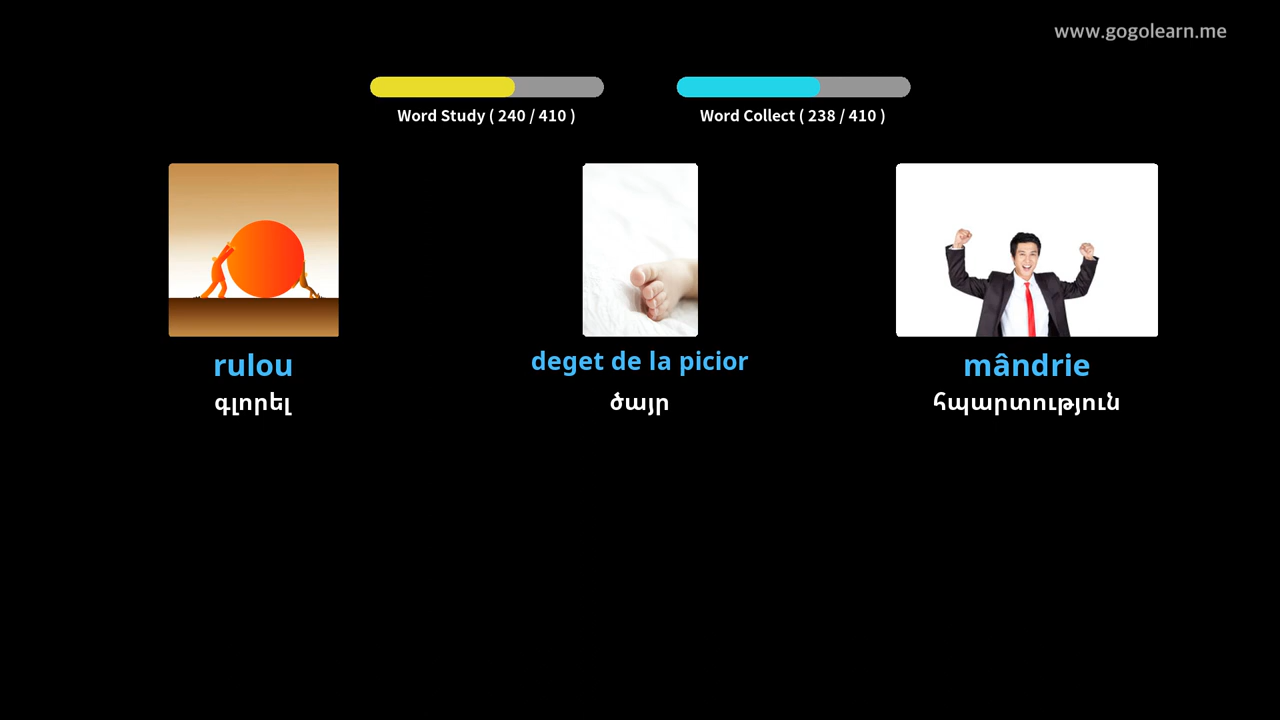 www.gogolearn.me
Word Study ( 240 / 410 )
Word Collect ( 238 / 410 )
rulou
deget de la picior
mândrie
գլորել
ծայր
հպարտություն